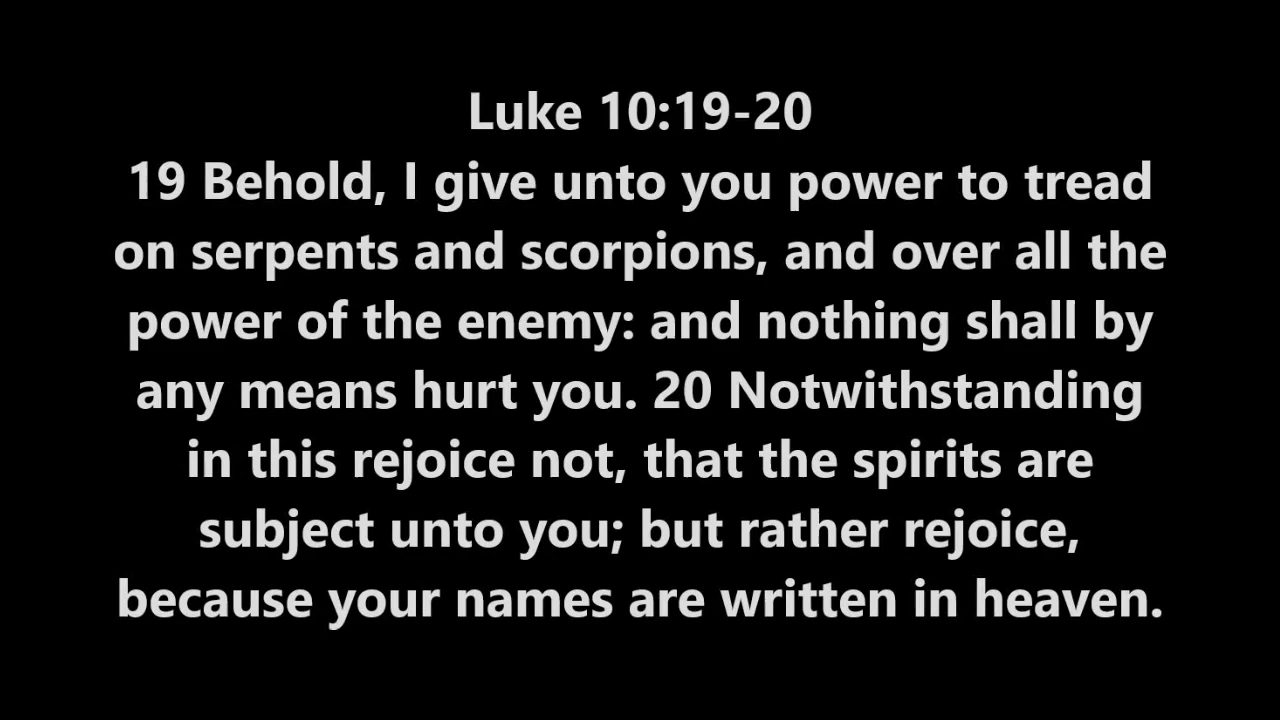 Luke 10:19-20
19 Behold, I give unto you power to tread
on serpents and scorpions, and over all the
power of the enemy: and nothing shall by
any means hurt you. 20 Notwithstanding
in this rejoice not, that the spirits are
subject unto you; but rather rejoice,
because your names are written in heaven.